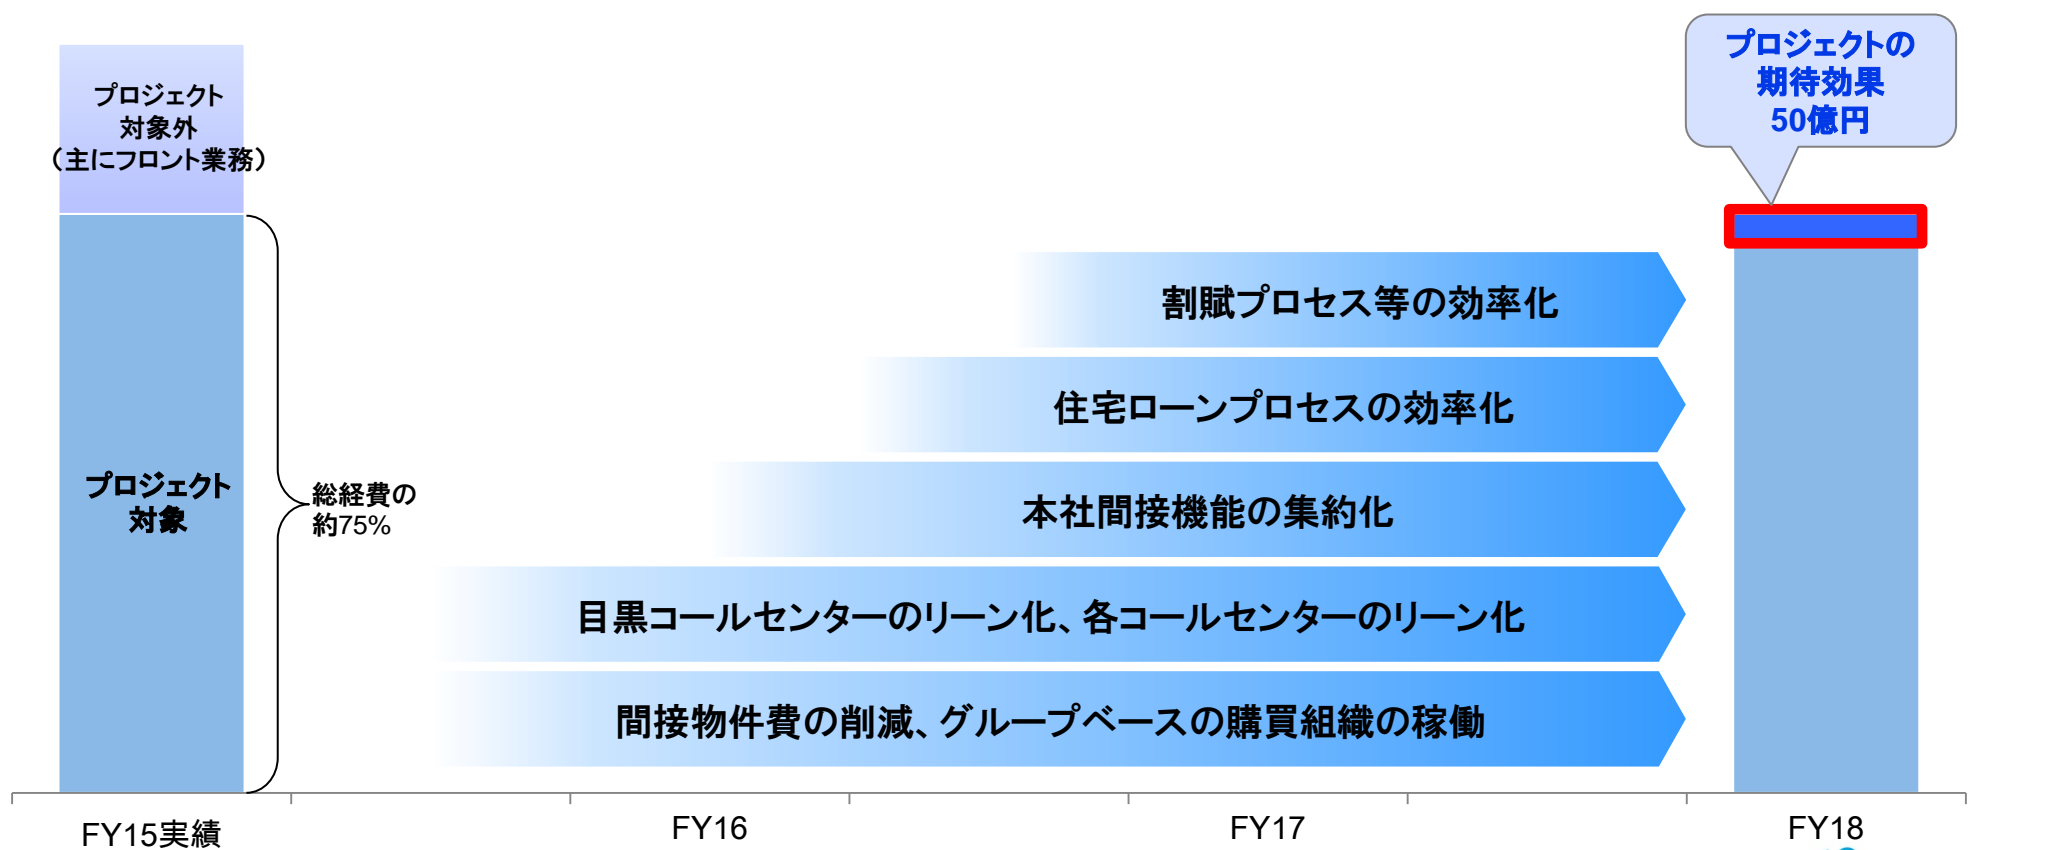 プロジェクト
対象外
（主にフロント業務）
プロジェクト
対象
総経費の
約75%
プロジェクトの
期待効果
50億円
割賦プロセス等の効率化
住宅ローンプロセスの効率化
本社間接機能の集約化
目黒コールセンターのリーン化、各コールセンターのリーン化
間接物件費の削減、グループベースの購買組織の稼働
FY15実績
FY16
FY17
FY18